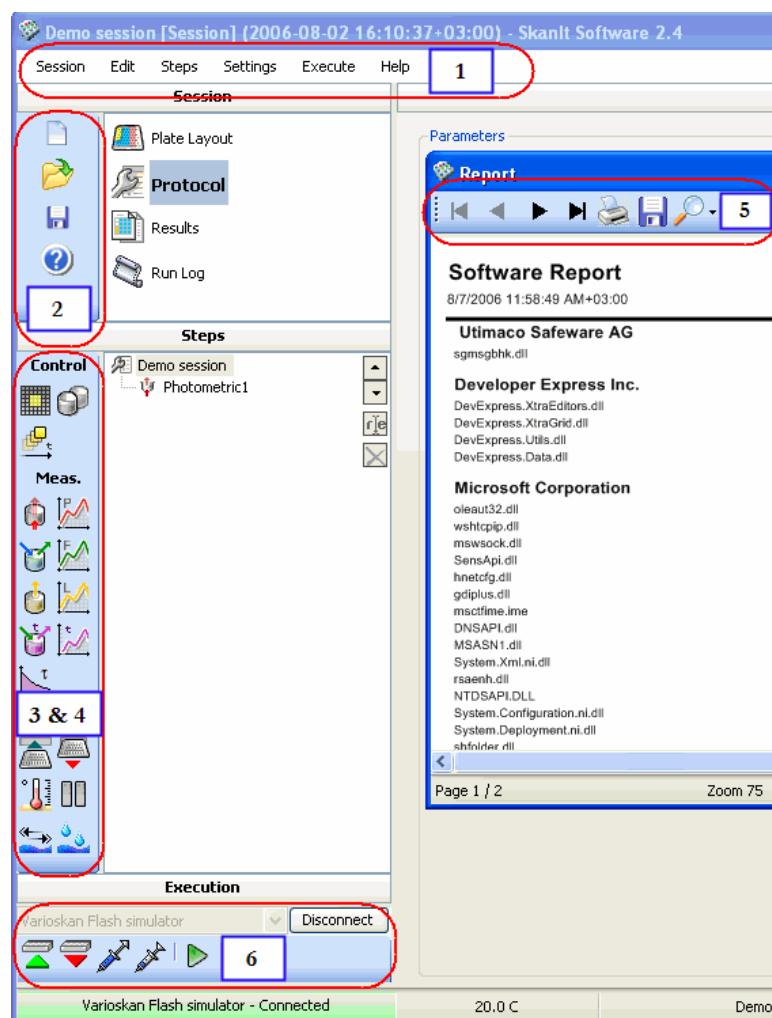 Demo session [Session] (2006-08-02 16:10:37+03:00) - SkanIt Software 2.4
Session Edit Steps Settings Execute Help
1
Session
Plate Layout
Protocol
Results
Run Log
2
Steps
Control
Demo session
Photometric1
r e
t
Meas.
P
F
L
t t
τ
3 & 4
Execution
Varioskan Flash simulator
Disconnect
6
Varioskan Flash simulator - Connected
20.0 C
Demo
Parameters
Report
5
Software Report
8/7/2006 11:58:49 AM+03:00
Utimaco Safeware AG
sgmsgbhk.dll
Developer Express Inc.
DevExpress.XtraEditors.dll
DevExpress.XtraGrid.dll
DevExpress.Utils.dll
DevExpress.Data.dll
Microsoft Corporation
oleaut32.dll
wshtcpip.dll
mswsock.dll
SensApi.dll
hnetcfg.dll
gdiplus.dll
msctfime.ime
DNSAPI.dll
MSASN1.dll
System.Xml.ni.dll
rsaenh.dll
NTDSAPI.DLL
System.Configuration.ni.dll
System.Deployment.ni.dll
shfolder.dll
Page 1 / 2
Zoom 75